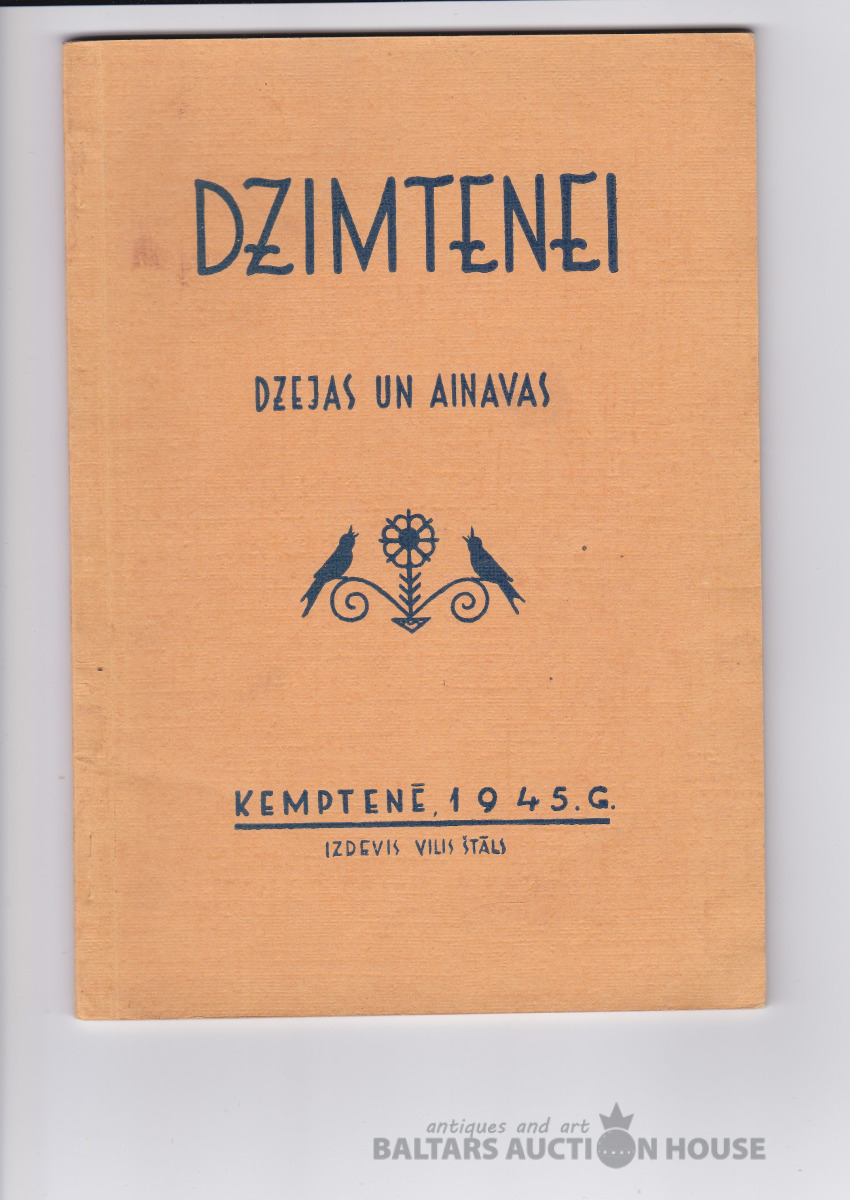 DZIMTENEI
DZEJAS UN AINAVAS
KEMPTENĒ, 1945. G.
IZDEVIS VILIS ŠTĀLS
antiques and art
BALTARS AUCTION HOUSE